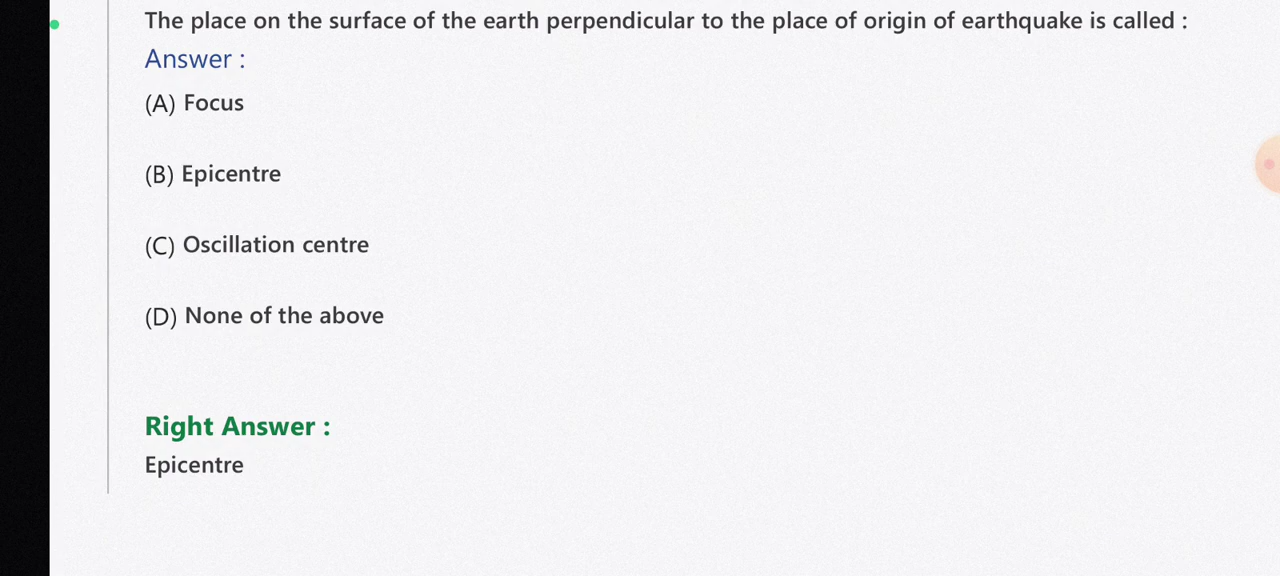 The place on the surface of the earth perpendicular to the place of origin of earthquake is called :
Answer :
(A) Focus
(B) Epicentre
(C) Oscillation centre
(D) None of the above
Right Answer :
Epicentre